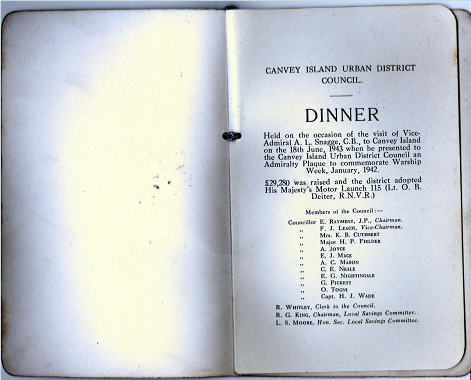 CANVEY ISLAND URBAN DISTRICT
COUNCIL.
DINNER
Held on the occasion of the visit of Vice-
Admiral A. L. Snagge, C.B., to Canvey Island
on the 18th June, 1943 when he presented to
the Canvey Island Urban District Council an
Admiralty Plaque to commemorate Warship
Week, January, 1942.
£29,280 was raised and the district adopted
His Majesty's Motor Launch 115 (Lt. O. B.
Deiter, R.N.V.R.)
Members of the Council:—
Councillor E. Rayment, J.P., Chairman.
,, F. J. Leach, Vice-Chairman.
,, Mrs. K. B. Cuthbert
,, Major H. P. Fielder
,, A. Joyce
,, E. J. Mace
,, A. C. Mason
,, C. E. Neale
,, E. G. Nightingale
,, G. Pickett
,, O. Togni
,, Capt. H. J. Wade
R. Whitley, Clerk to the Council.
R. G. King, Chairman, Local Savings Committee.
L. S. Moore, Hon. Sec. Local Savings Committee.